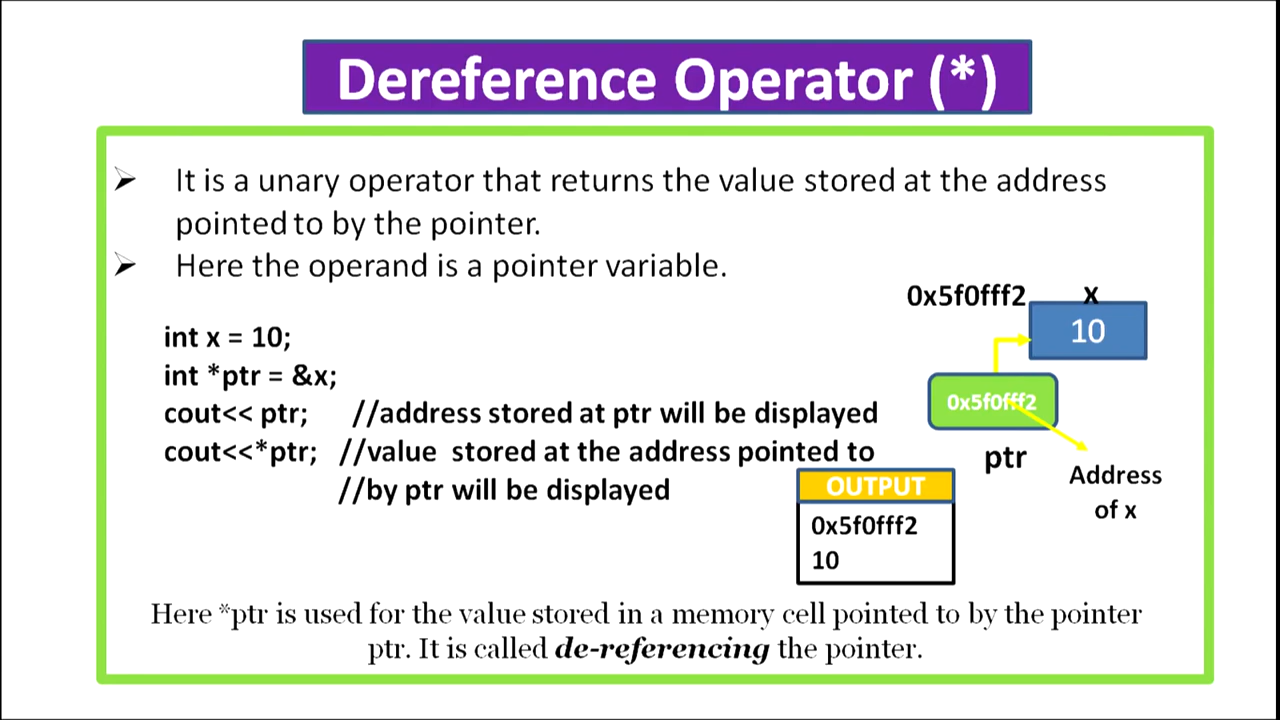 Dereference Operator (*)
➢ It is a unary operator that returns the value stored at the address
pointed to by the pointer.
➢ Here the operand is a pointer variable.
0x5f0fff2 x
10
int x = 10;
int *ptr = &x;
cout<< ptr; //address stored at ptr will be displayed
cout<<*ptr; //value stored at the address pointed to
//by ptr will be displayed
0x5f0fff2
ptr
Address
of x
OUTPUT
0x5f0fff2
10
Here *ptr is used for the value stored in a memory cell pointed to by the pointer
ptr. It is called de-referencing the pointer.